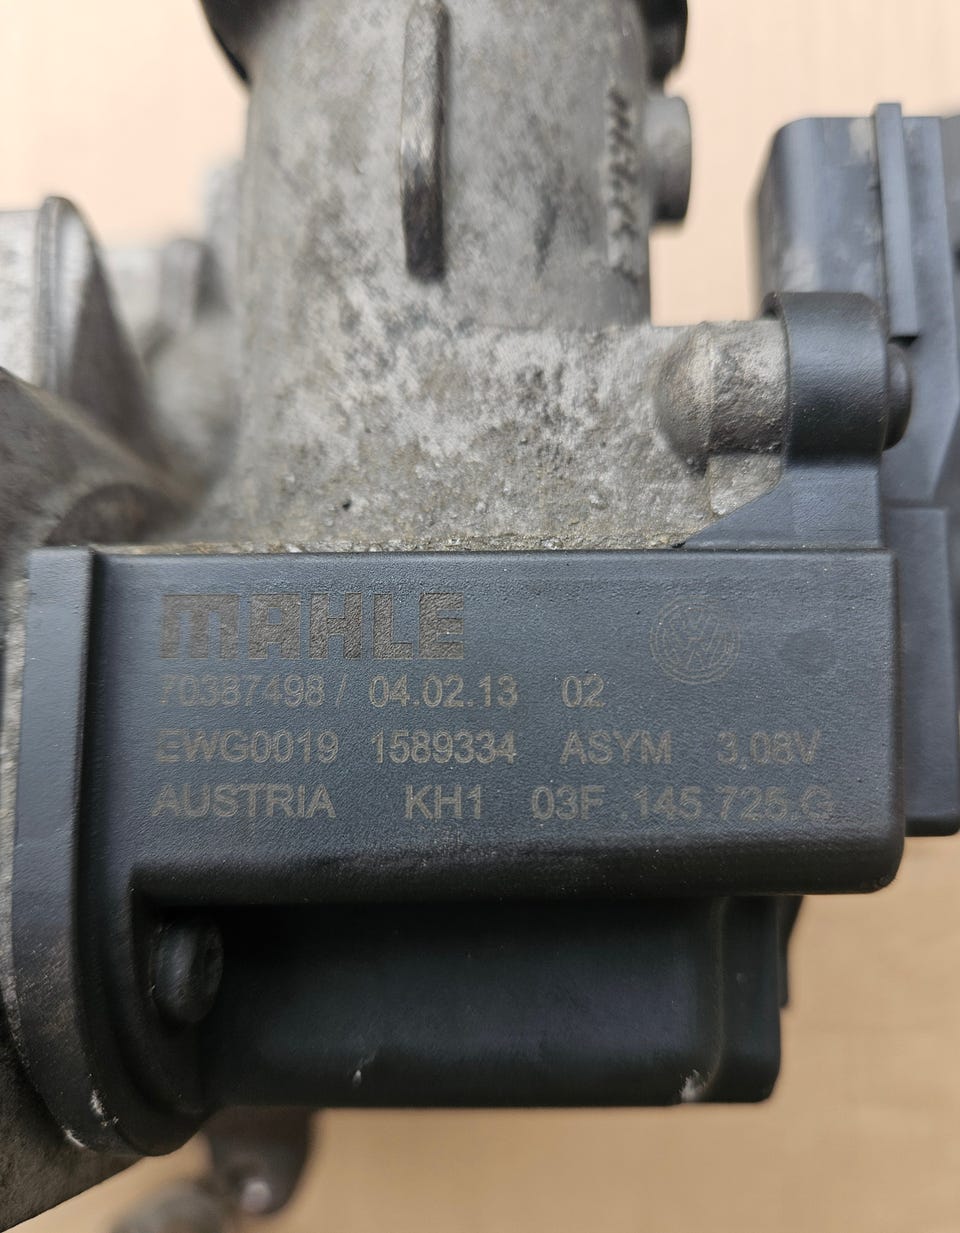 MAHLE
70387498 / 04.02.13 02
EWG0019 1589334 ASYM 3,08V
AUSTRIA KH1 03F .145 725.G